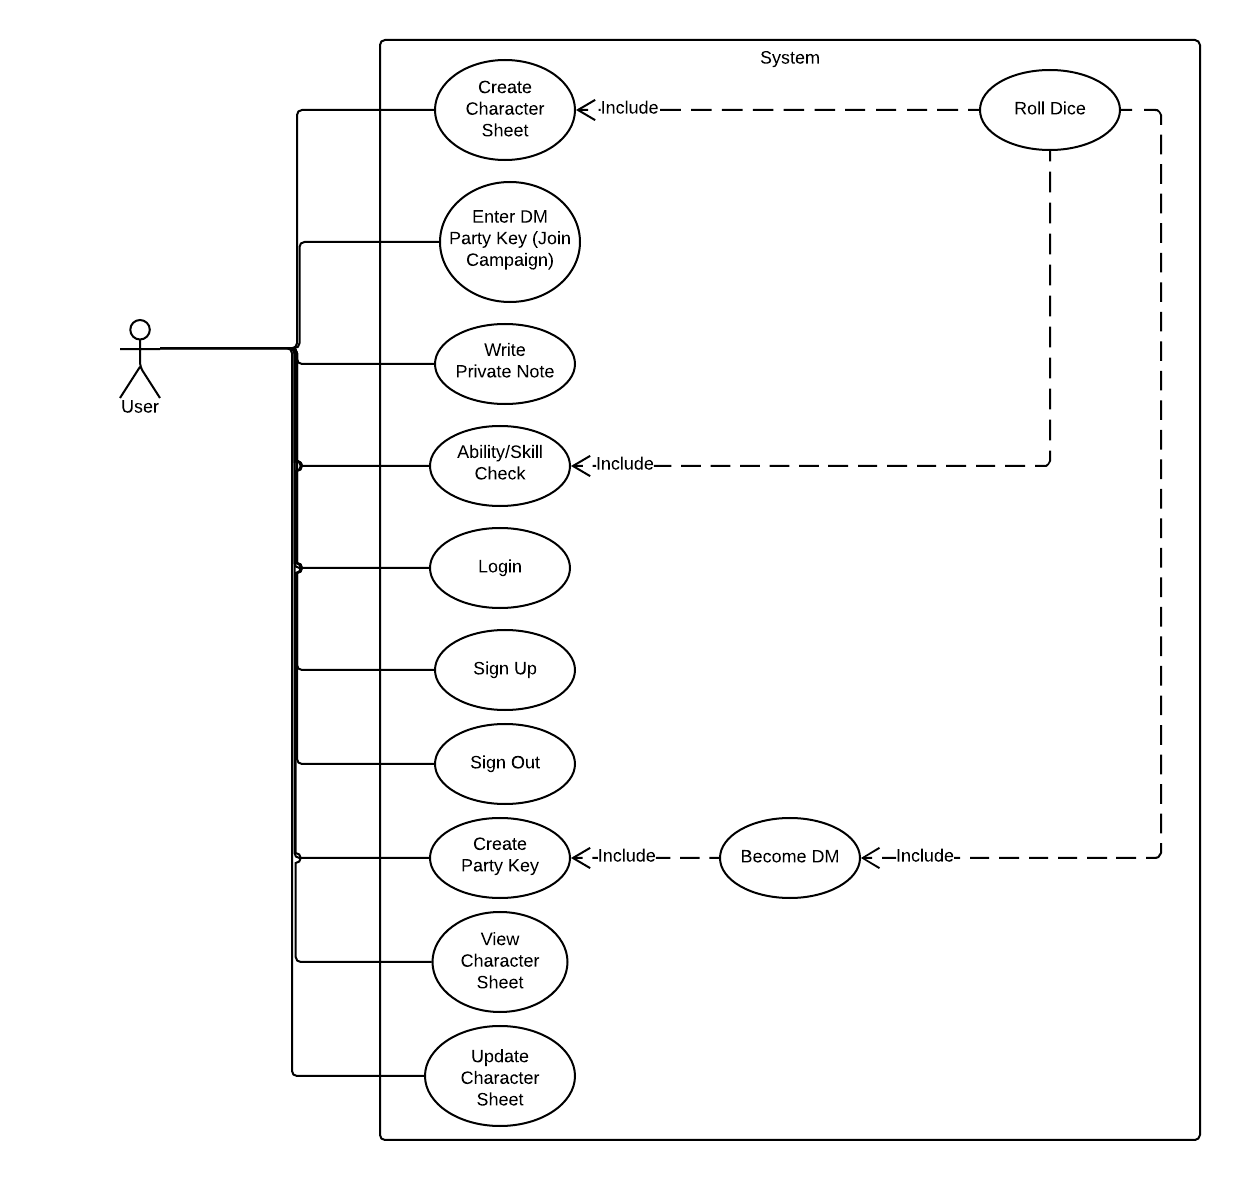 System
Create
Character
Sheet
Include
Roll Dice
Enter DM
Party Key (Join
Campaign)
Write
Private Note
User
Ability/Skill
Check
Include
Login
Sign Up
Sign Out
Create
Party Key
Include
Become DM
Include
View
Character
Sheet
Update
Character
Sheet